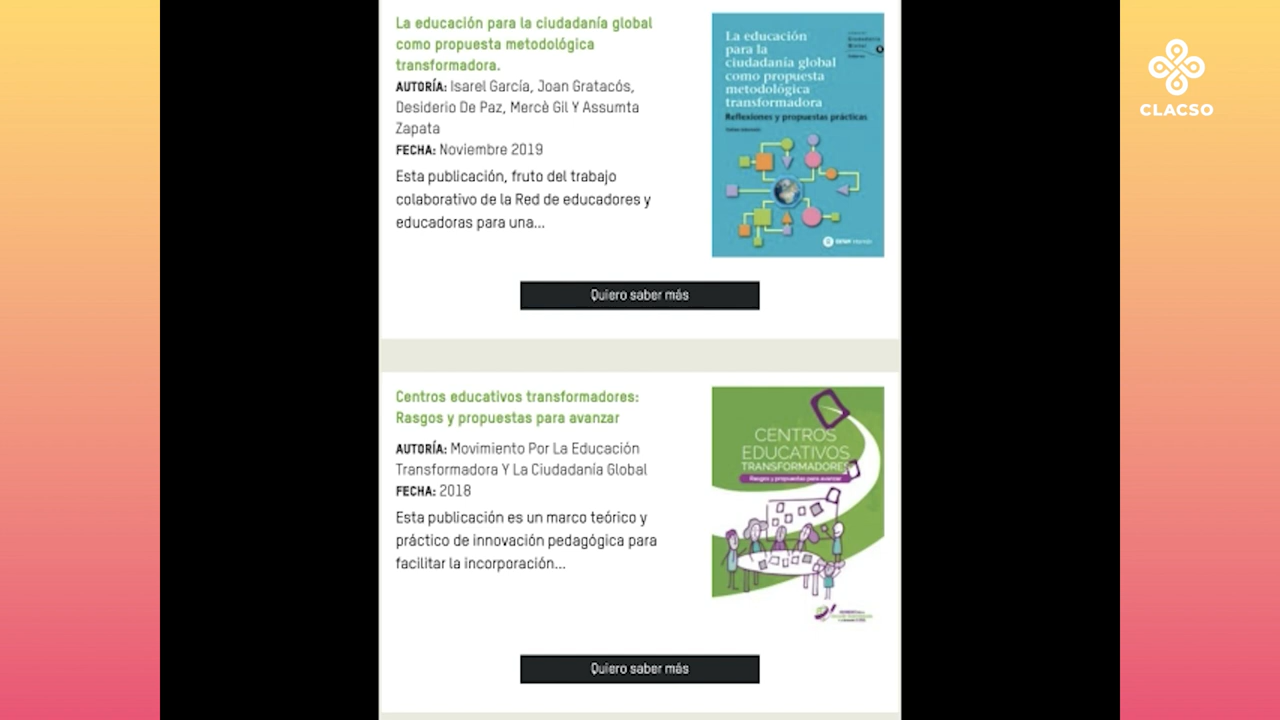 La educación para la ciudadanía global
como propuesta metodológica
transformadora.
AUTORÍA: Isarel García, Joan Gratacós,
Desiderio De Paz, Mercè Gil Y Assumta
Zapata
FECHA: Noviembre 2019
Esta publicación, fruto del trabajo
colaborativo de la Red de educadores y
educadoras para una...
La educación
para la
ciudadanía global
como propuesta
metodológica
transformadora
Reflexiones y propuestas prácticas
Quiero saber más
CLACSO
Centros educativos transformadores:
Rasgos y propuestas para avanzar
AUTORÍA: Movimiento Por La Educación
Transformadora Y La Ciudadanía Global
FECHA: 2018
Esta publicación es un marco teórico y
práctico de innovación pedagógica para
facilitar la incorporación...
CENTROS
EDUCATIVOS
TRANSFORMADORES
Rasgos y propuestas para avanzar
Quiero saber más